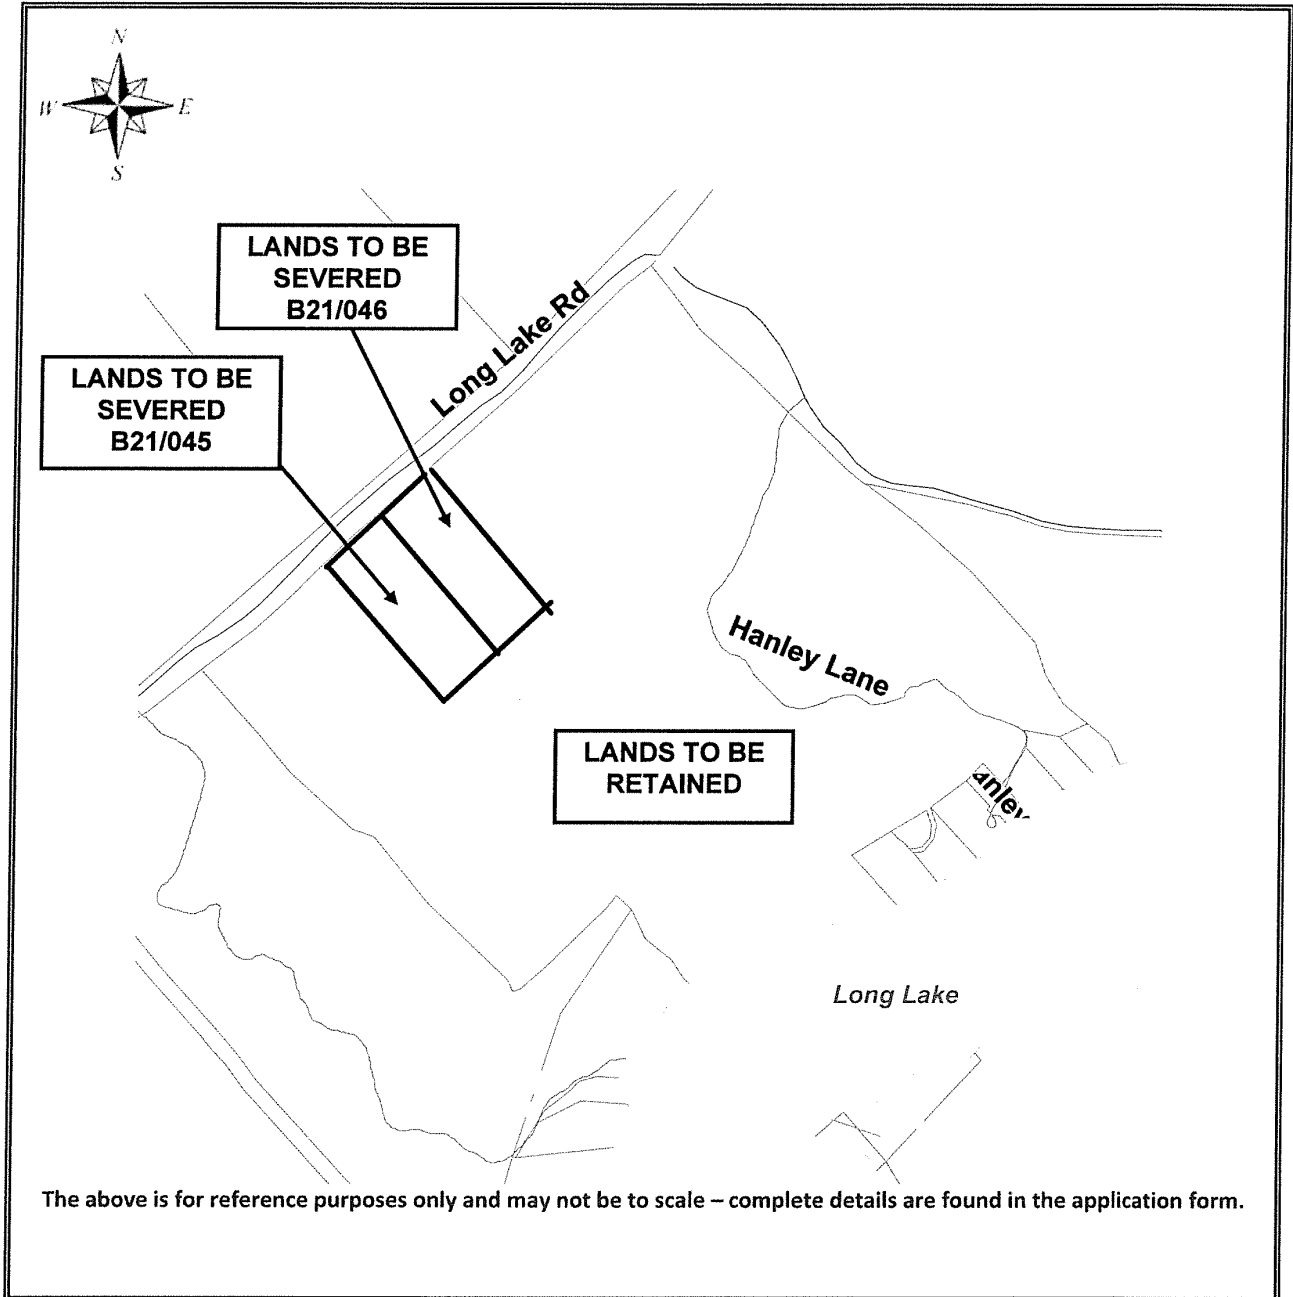 N
W E
S
LANDS TO BE
SEVERED
B21/046
Long Lake Rd
LANDS TO BE
SEVERED
B21/045
Hanley Lane
LANDS TO BE
RETAINED
anley
Long Lake
The above is for reference purposes only and may not be to scale – complete details are found in the application form.